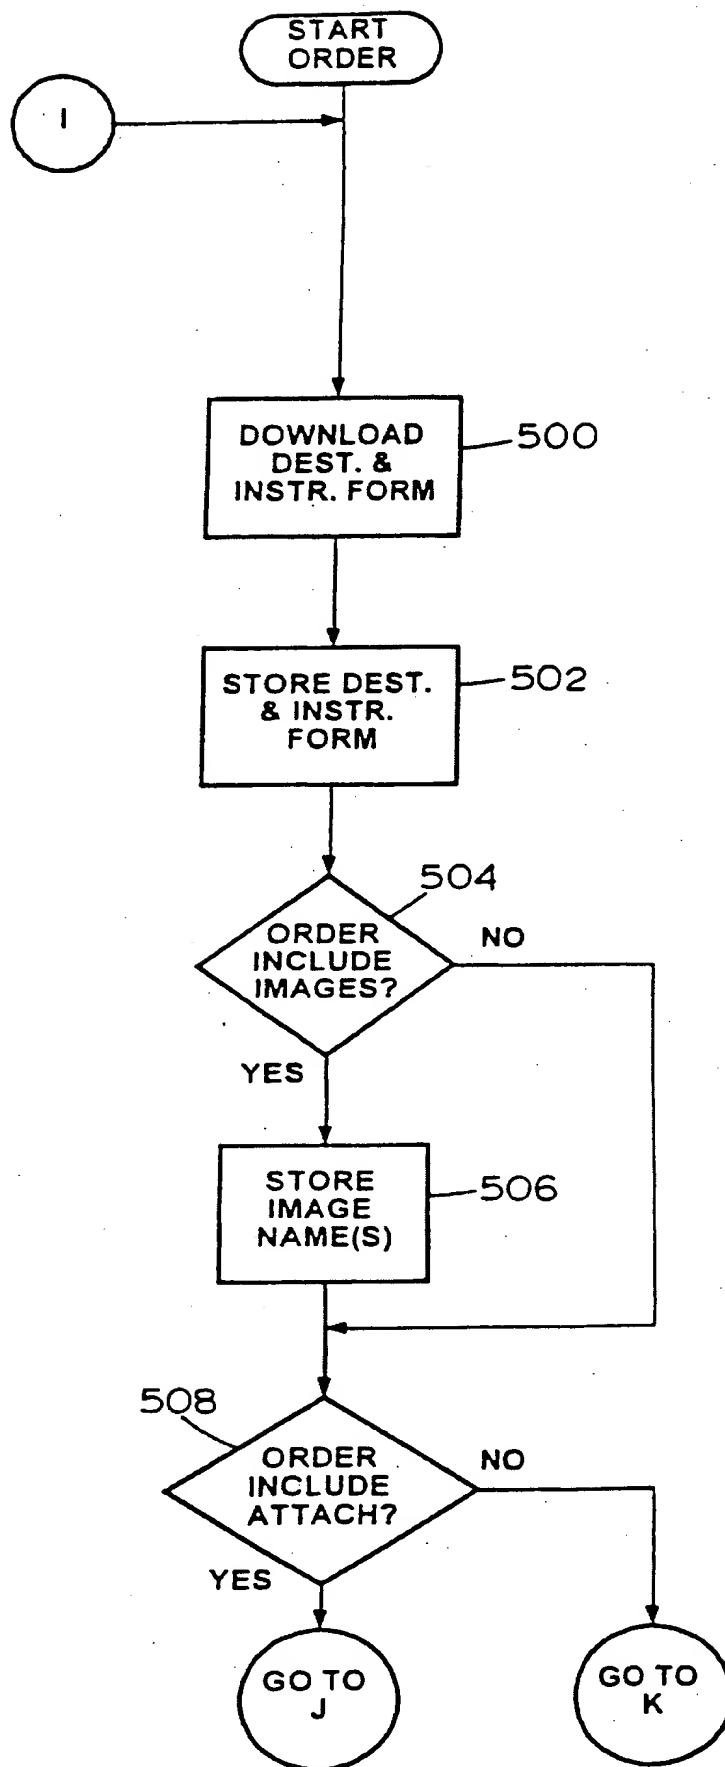 START
ORDER
I
DOWNLOAD
DEST. &
INSTR. FORM
500
STORE DEST.
& INSTR.
FORM
502
504
ORDER
INCLUDE
IMAGES?
NO
YES
STORE
IMAGE
NAME(S)
506
508
ORDER
INCLUDE
ATTACH?
NO
YES
GO TO
J
GO TO
K